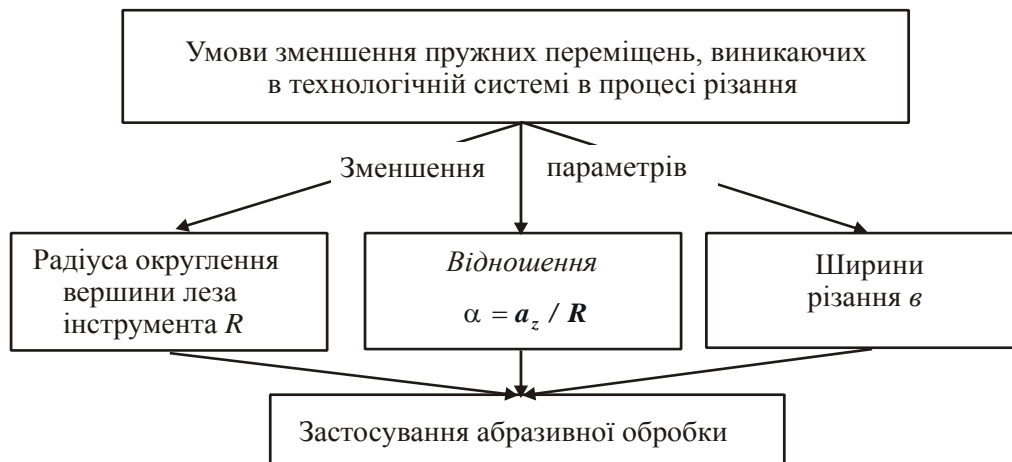 Умови зменшення пружних переміщень, виникаючих
в технологічній системі в процесі різання
Зменшення параметрів
Радіуса округлення
вершини леза
інструмента R
Відношення
α = a_z / R
Ширини
різання в
Застосування абразивної обробки